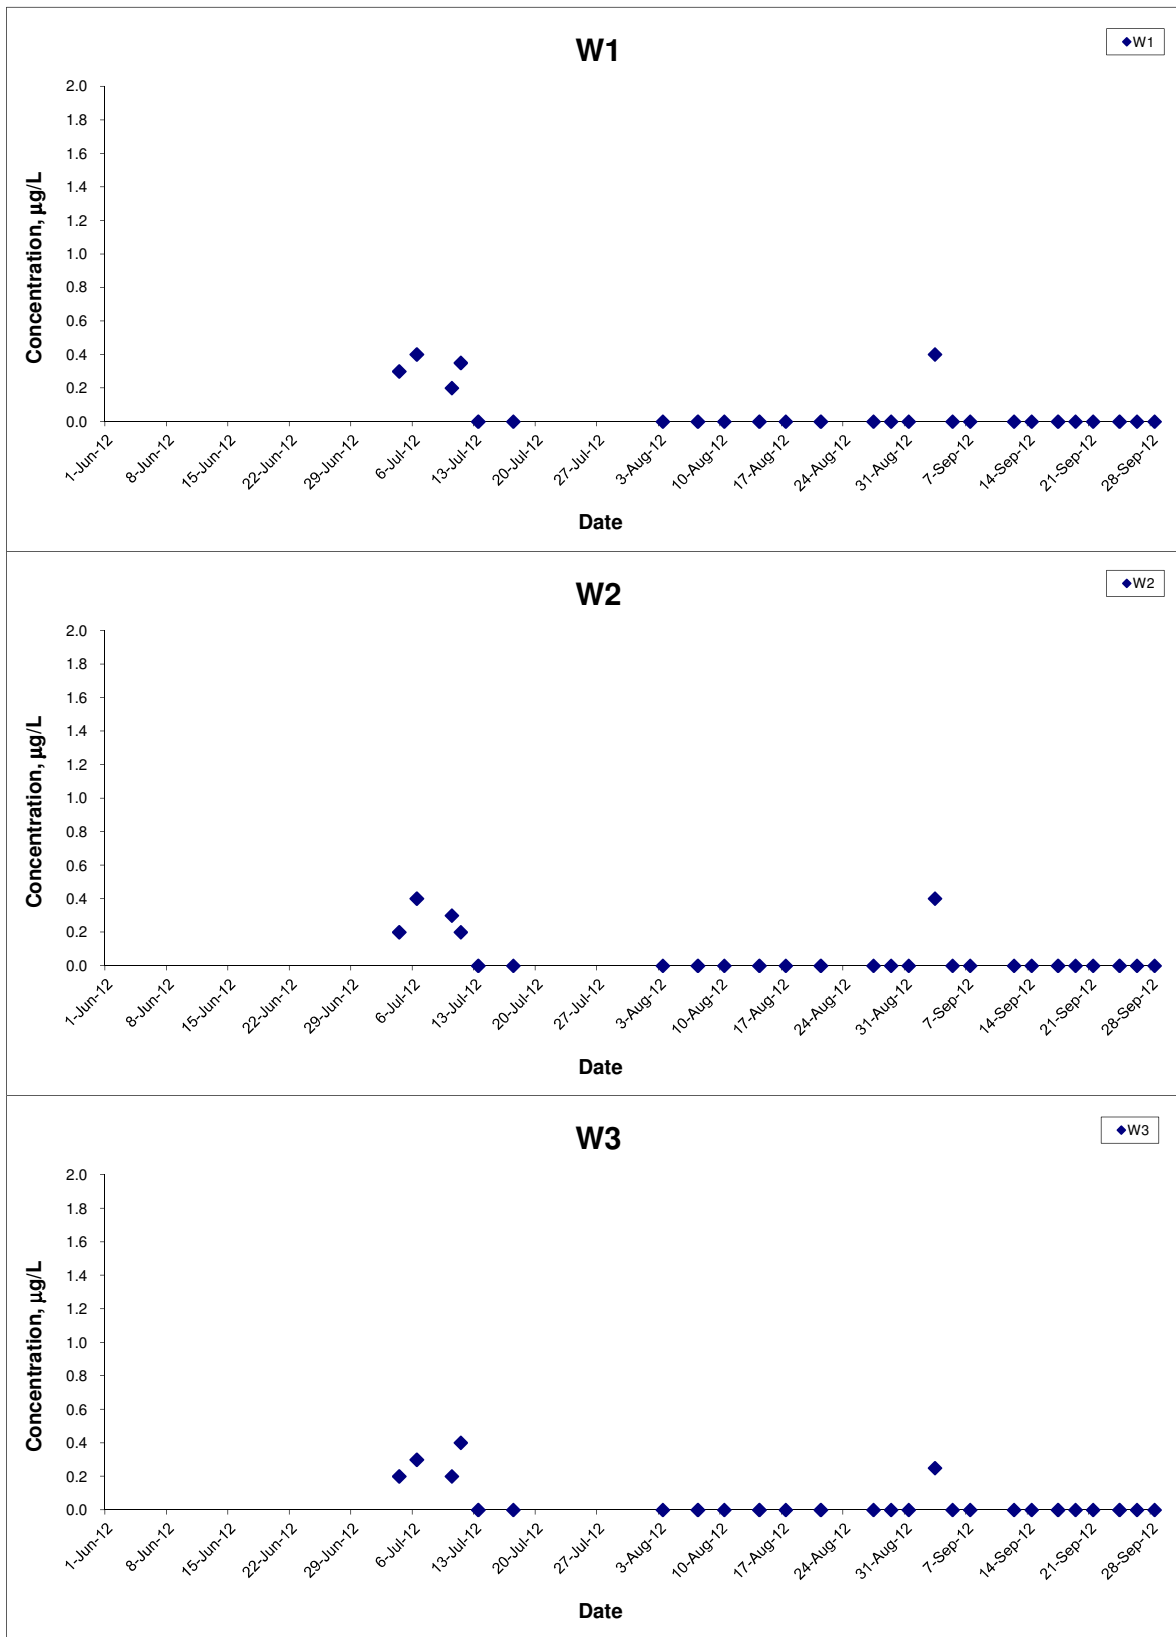 W1
W1
2.0
1.8
1.6
1.4
1.2
1.0
0.8
0.6
0.4
0.2
0.0
Concentration, µg/L
1-Jun-12
8-Jun-12
15-Jun-12
22-Jun-12
29-Jun-12
6-Jul-12
13-Jul-12
20-Jul-12
27-Jul-12
3-Aug-12
10-Aug-12
17-Aug-12
24-Aug-12
31-Aug-12
7-Sep-12
14-Sep-12
21-Sep-12
28-Sep-12
Date
W2
W2
2.0
1.8
1.6
1.4
1.2
1.0
0.8
0.6
0.4
0.2
0.0
Concentration, µg/L
1-Jun-12
8-Jun-12
15-Jun-12
22-Jun-12
29-Jun-12
6-Jul-12
13-Jul-12
20-Jul-12
27-Jul-12
3-Aug-12
10-Aug-12
17-Aug-12
24-Aug-12
31-Aug-12
7-Sep-12
14-Sep-12
21-Sep-12
28-Sep-12
Date
W3
W3
2.0
1.8
1.6
1.4
1.2
1.0
0.8
0.6
0.4
0.2
0.0
Concentration, µg/L
1-Jun-12
8-Jun-12
15-Jun-12
22-Jun-12
29-Jun-12
6-Jul-12
13-Jul-12
20-Jul-12
27-Jul-12
3-Aug-12
10-Aug-12
17-Aug-12
24-Aug-12
31-Aug-12
7-Sep-12
14-Sep-12
21-Sep-12
28-Sep-12
Date